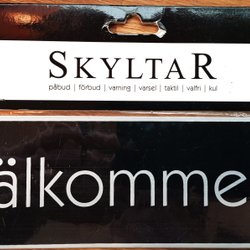 SKYLTAR
påbud | förbud | varning | varsel | taktil | valfri | kul
älkomme